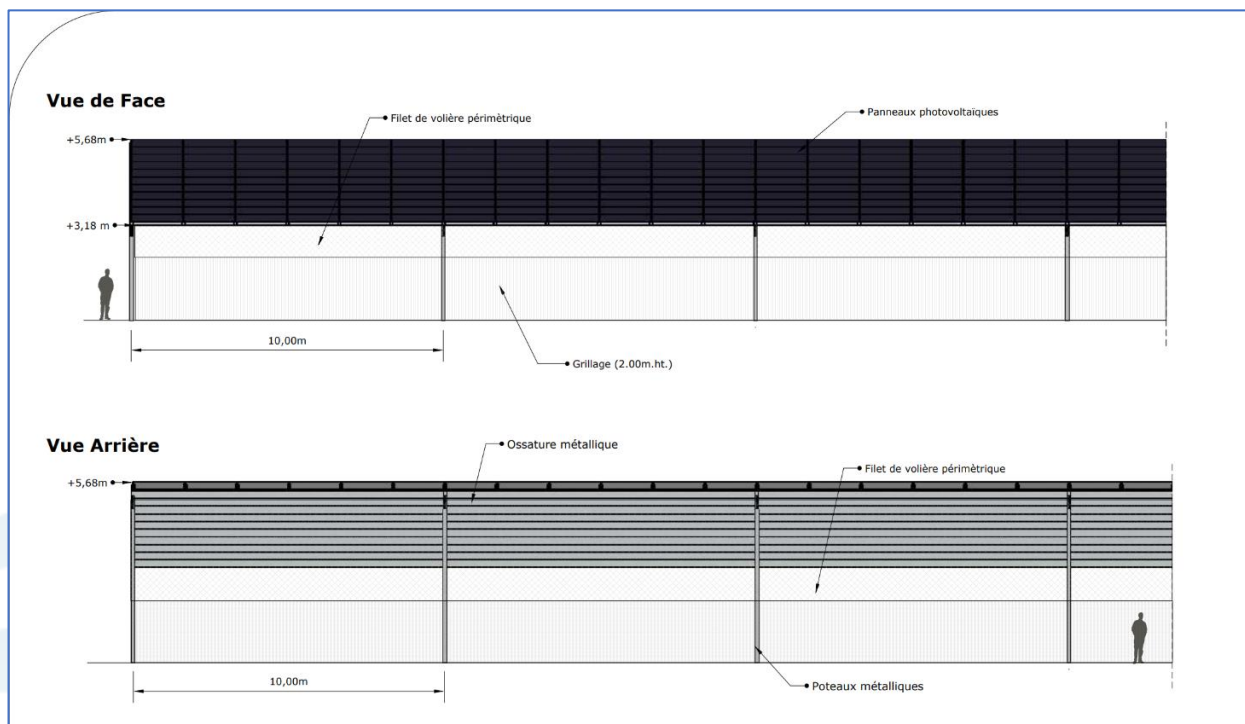 Vue de Face
Filet de volière périmètrique
Panneaux photovoltaïques
+5,68m
+3,18 m
10,00m
Grillage (2.00m.ht.)
Vue Arrière
Ossature métallique
Filet de volière périmètrique
+5,68m
10,00m
Poteaux métalliques